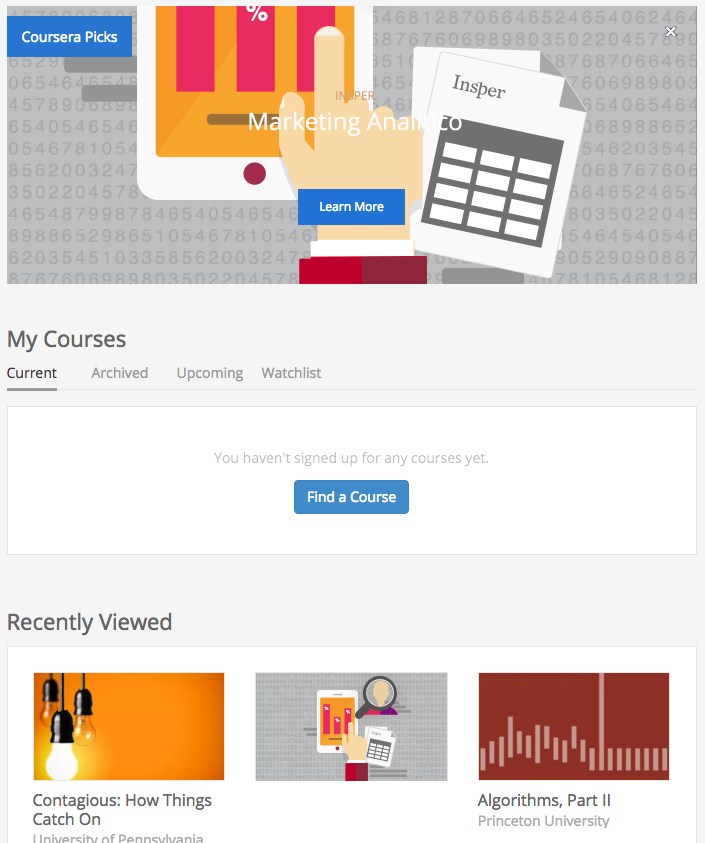 Coursera Picks
×
%
Insper
INSPER
Marketing Analítico
Learn More
My Courses
Current Archived Upcoming Watchlist
You haven't signed up for any courses yet.
Find a Course
Recently Viewed
Contagious: How Things
Catch On
University of Pennsylvania
Algorithms, Part II
Princeton University